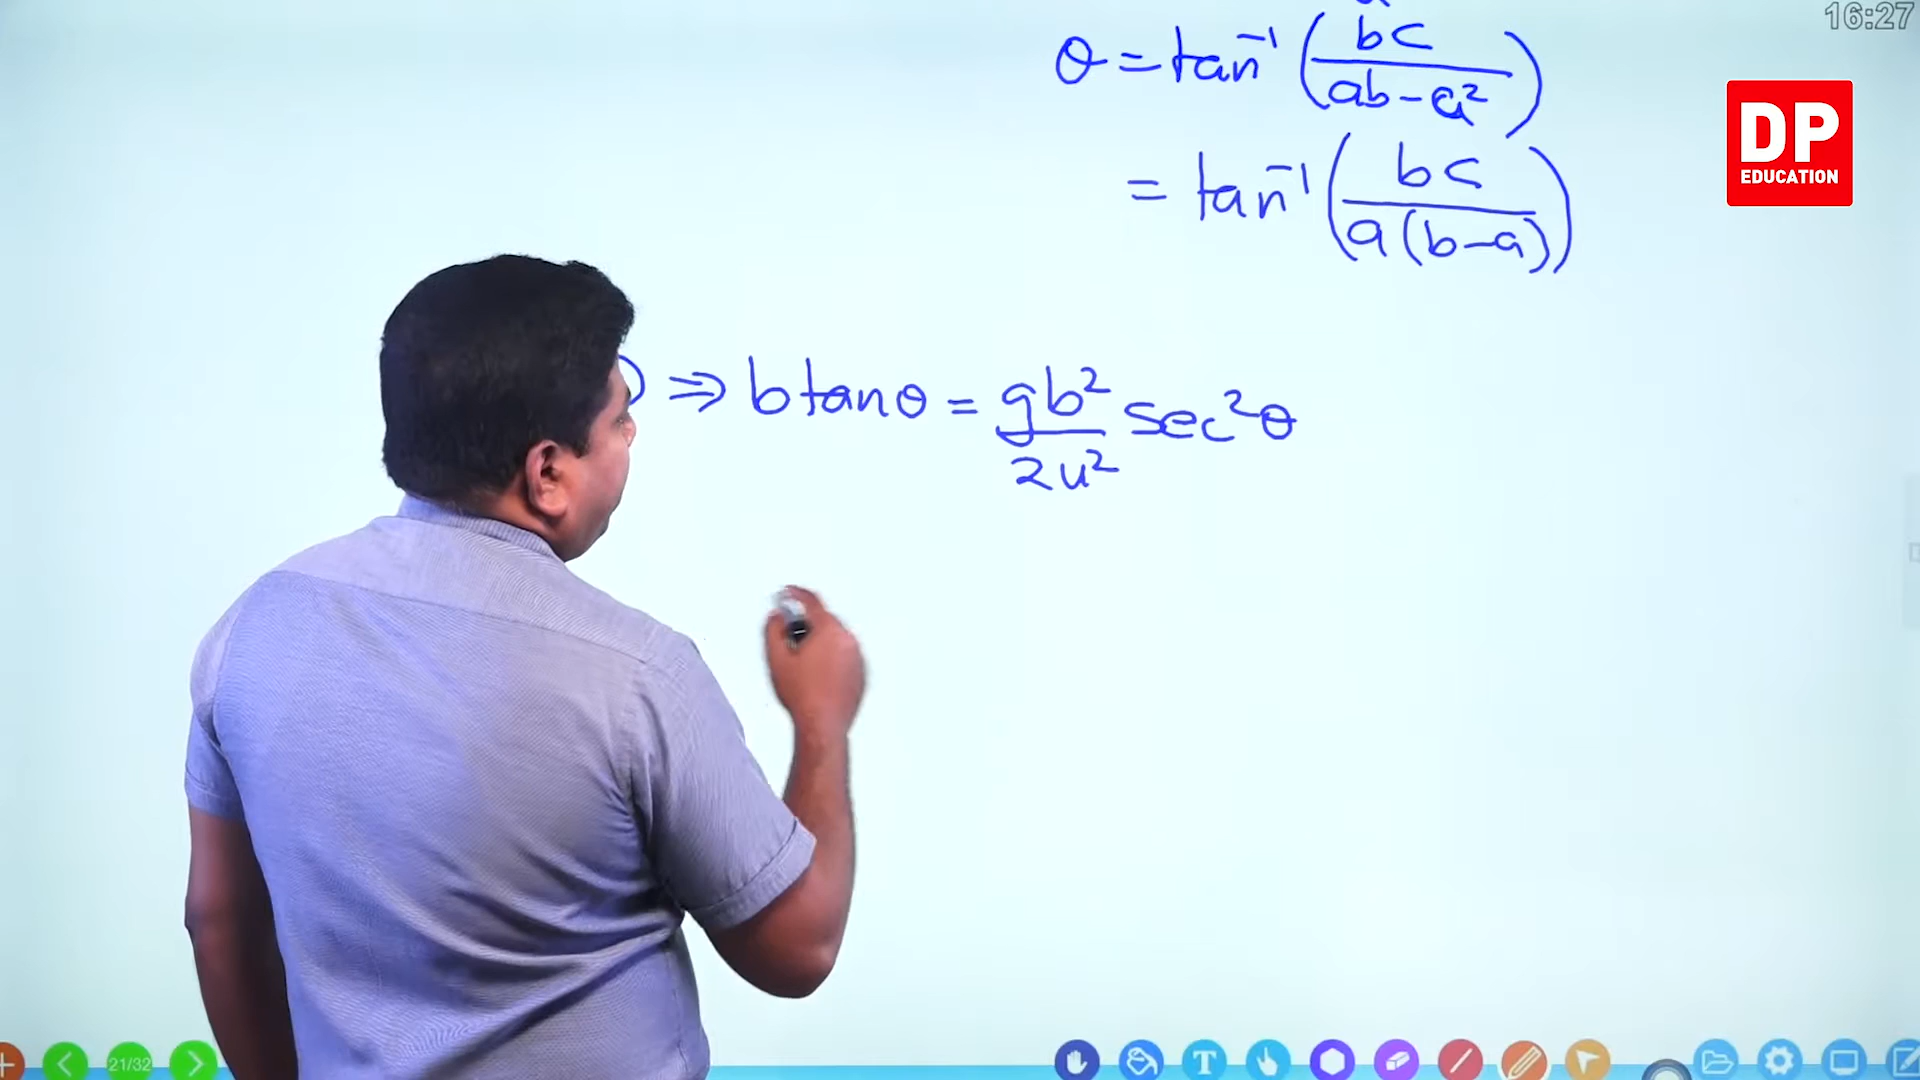 16:27
θ = tan⁻¹ (bc / (ab - a²))
DP
EDUCATION
= tan⁻¹ (bc / (a(b-a)))
) ⇒ b tanθ = gb² / 2u² sec²θ
21/32
T